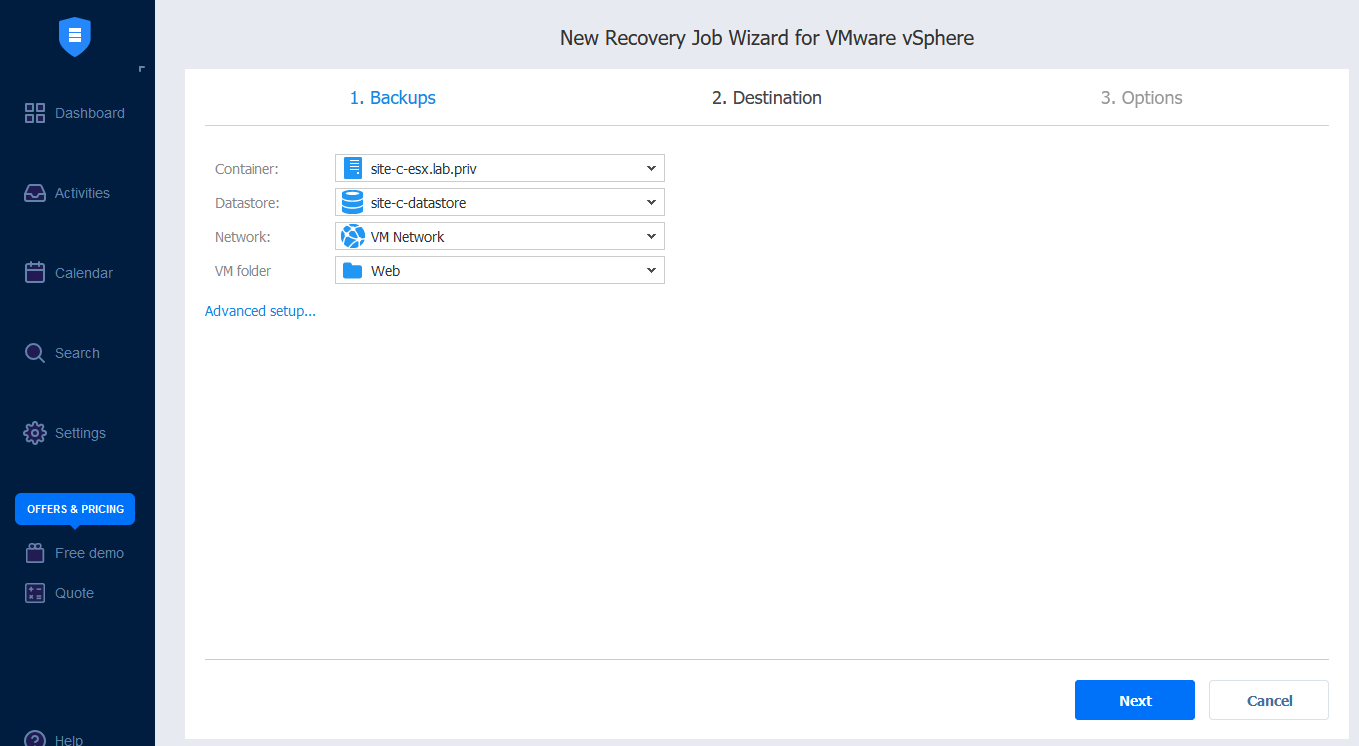 New Recovery Job Wizard for VMware vSphere
Dashboard
Activities
Calendar
Search
Settings
OFFERS & PRICING
Free demo
Quote
Help
1. Backups
2. Destination
3. Options
Container: site-c-esx.lab.priv
Datastore: site-c-datastore
Network: VM Network
VM folder Web
Advanced setup...
Next
Cancel